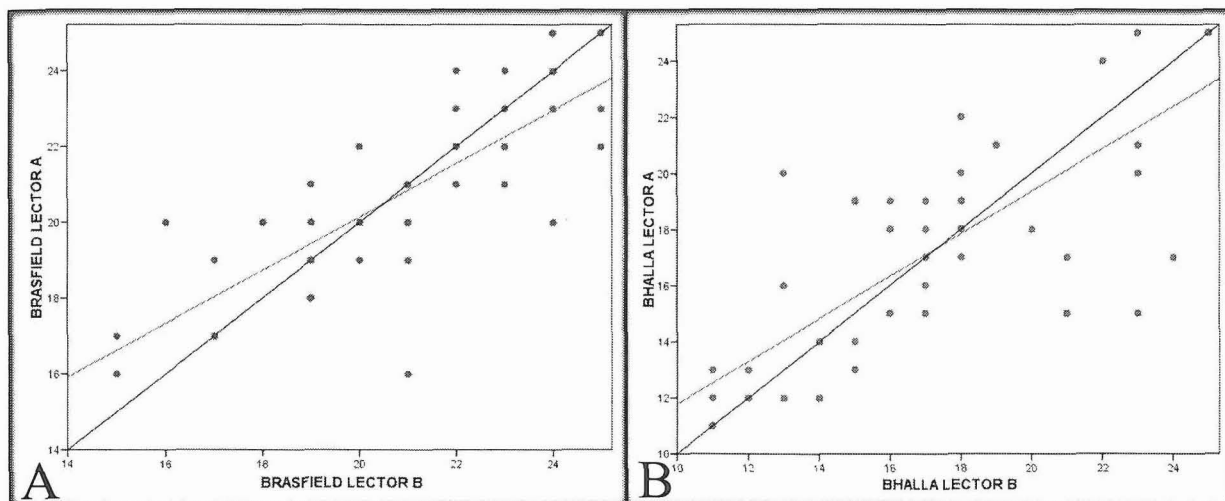 24
22
20
18
16
14
BRASFIELD LECTOR A
14 16 18 20 22 24
BRASFIELD LECTOR B
A
24
22
20
18
16
14
12
10
BHALLA LECTOR A
10 12 14 16 18 20 22 24
BHALLA LECTOR B
B